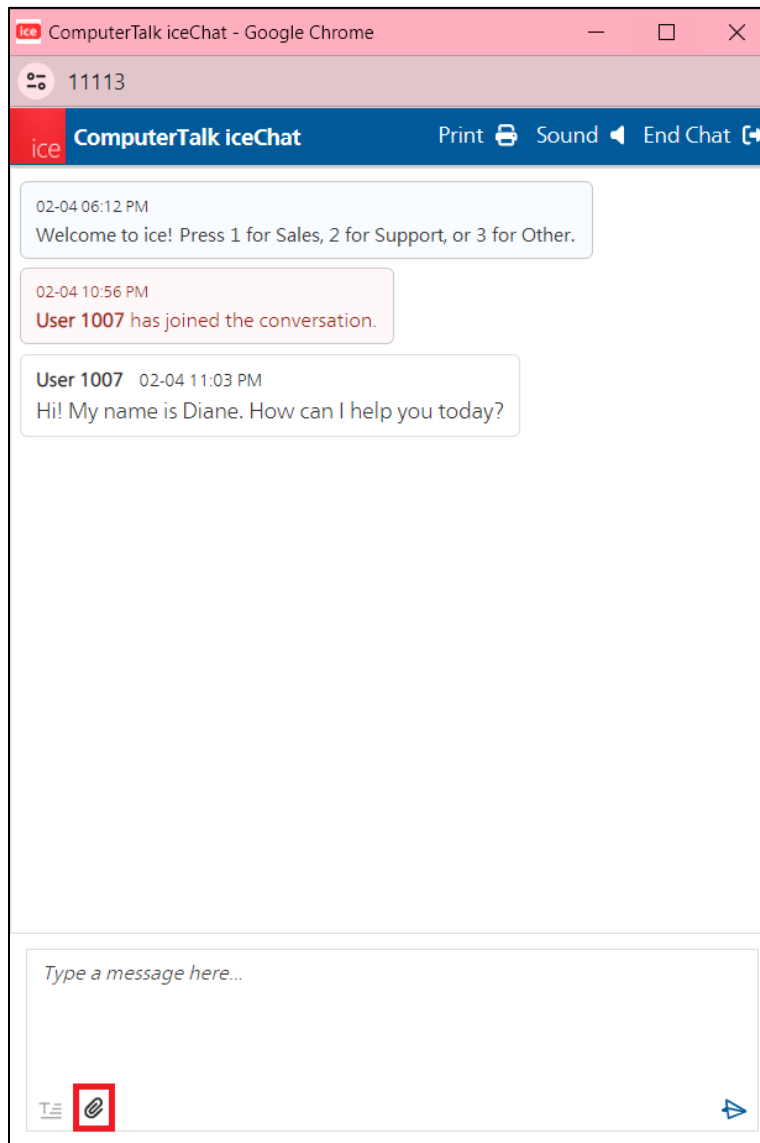 ice ComputerTalk iceChat - Google Chrome
11113
ice ComputerTalk iceChat Print Sound End Chat
02-04 06:12 PM
Welcome to ice! Press 1 for Sales, 2 for Support, or 3 for Other.
02-04 10:56 PM
User 1007 has joined the conversation.
User 1007 02-04 11:03 PM
Hi! My name is Diane. How can I help you today?
Type a message here...